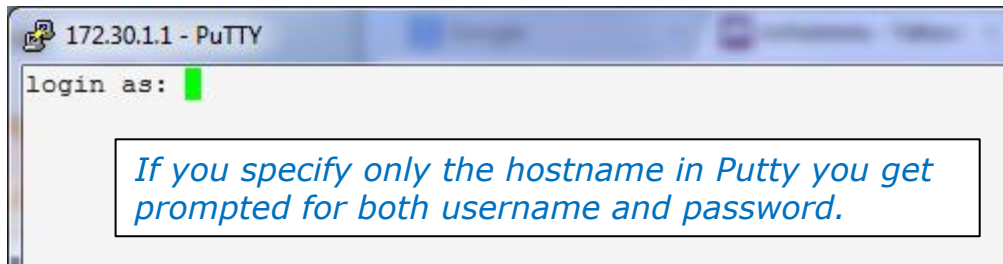 172.30.1.1 - PuTTY
login as:
If you specify only the hostname in Putty you get
prompted for both username and password.